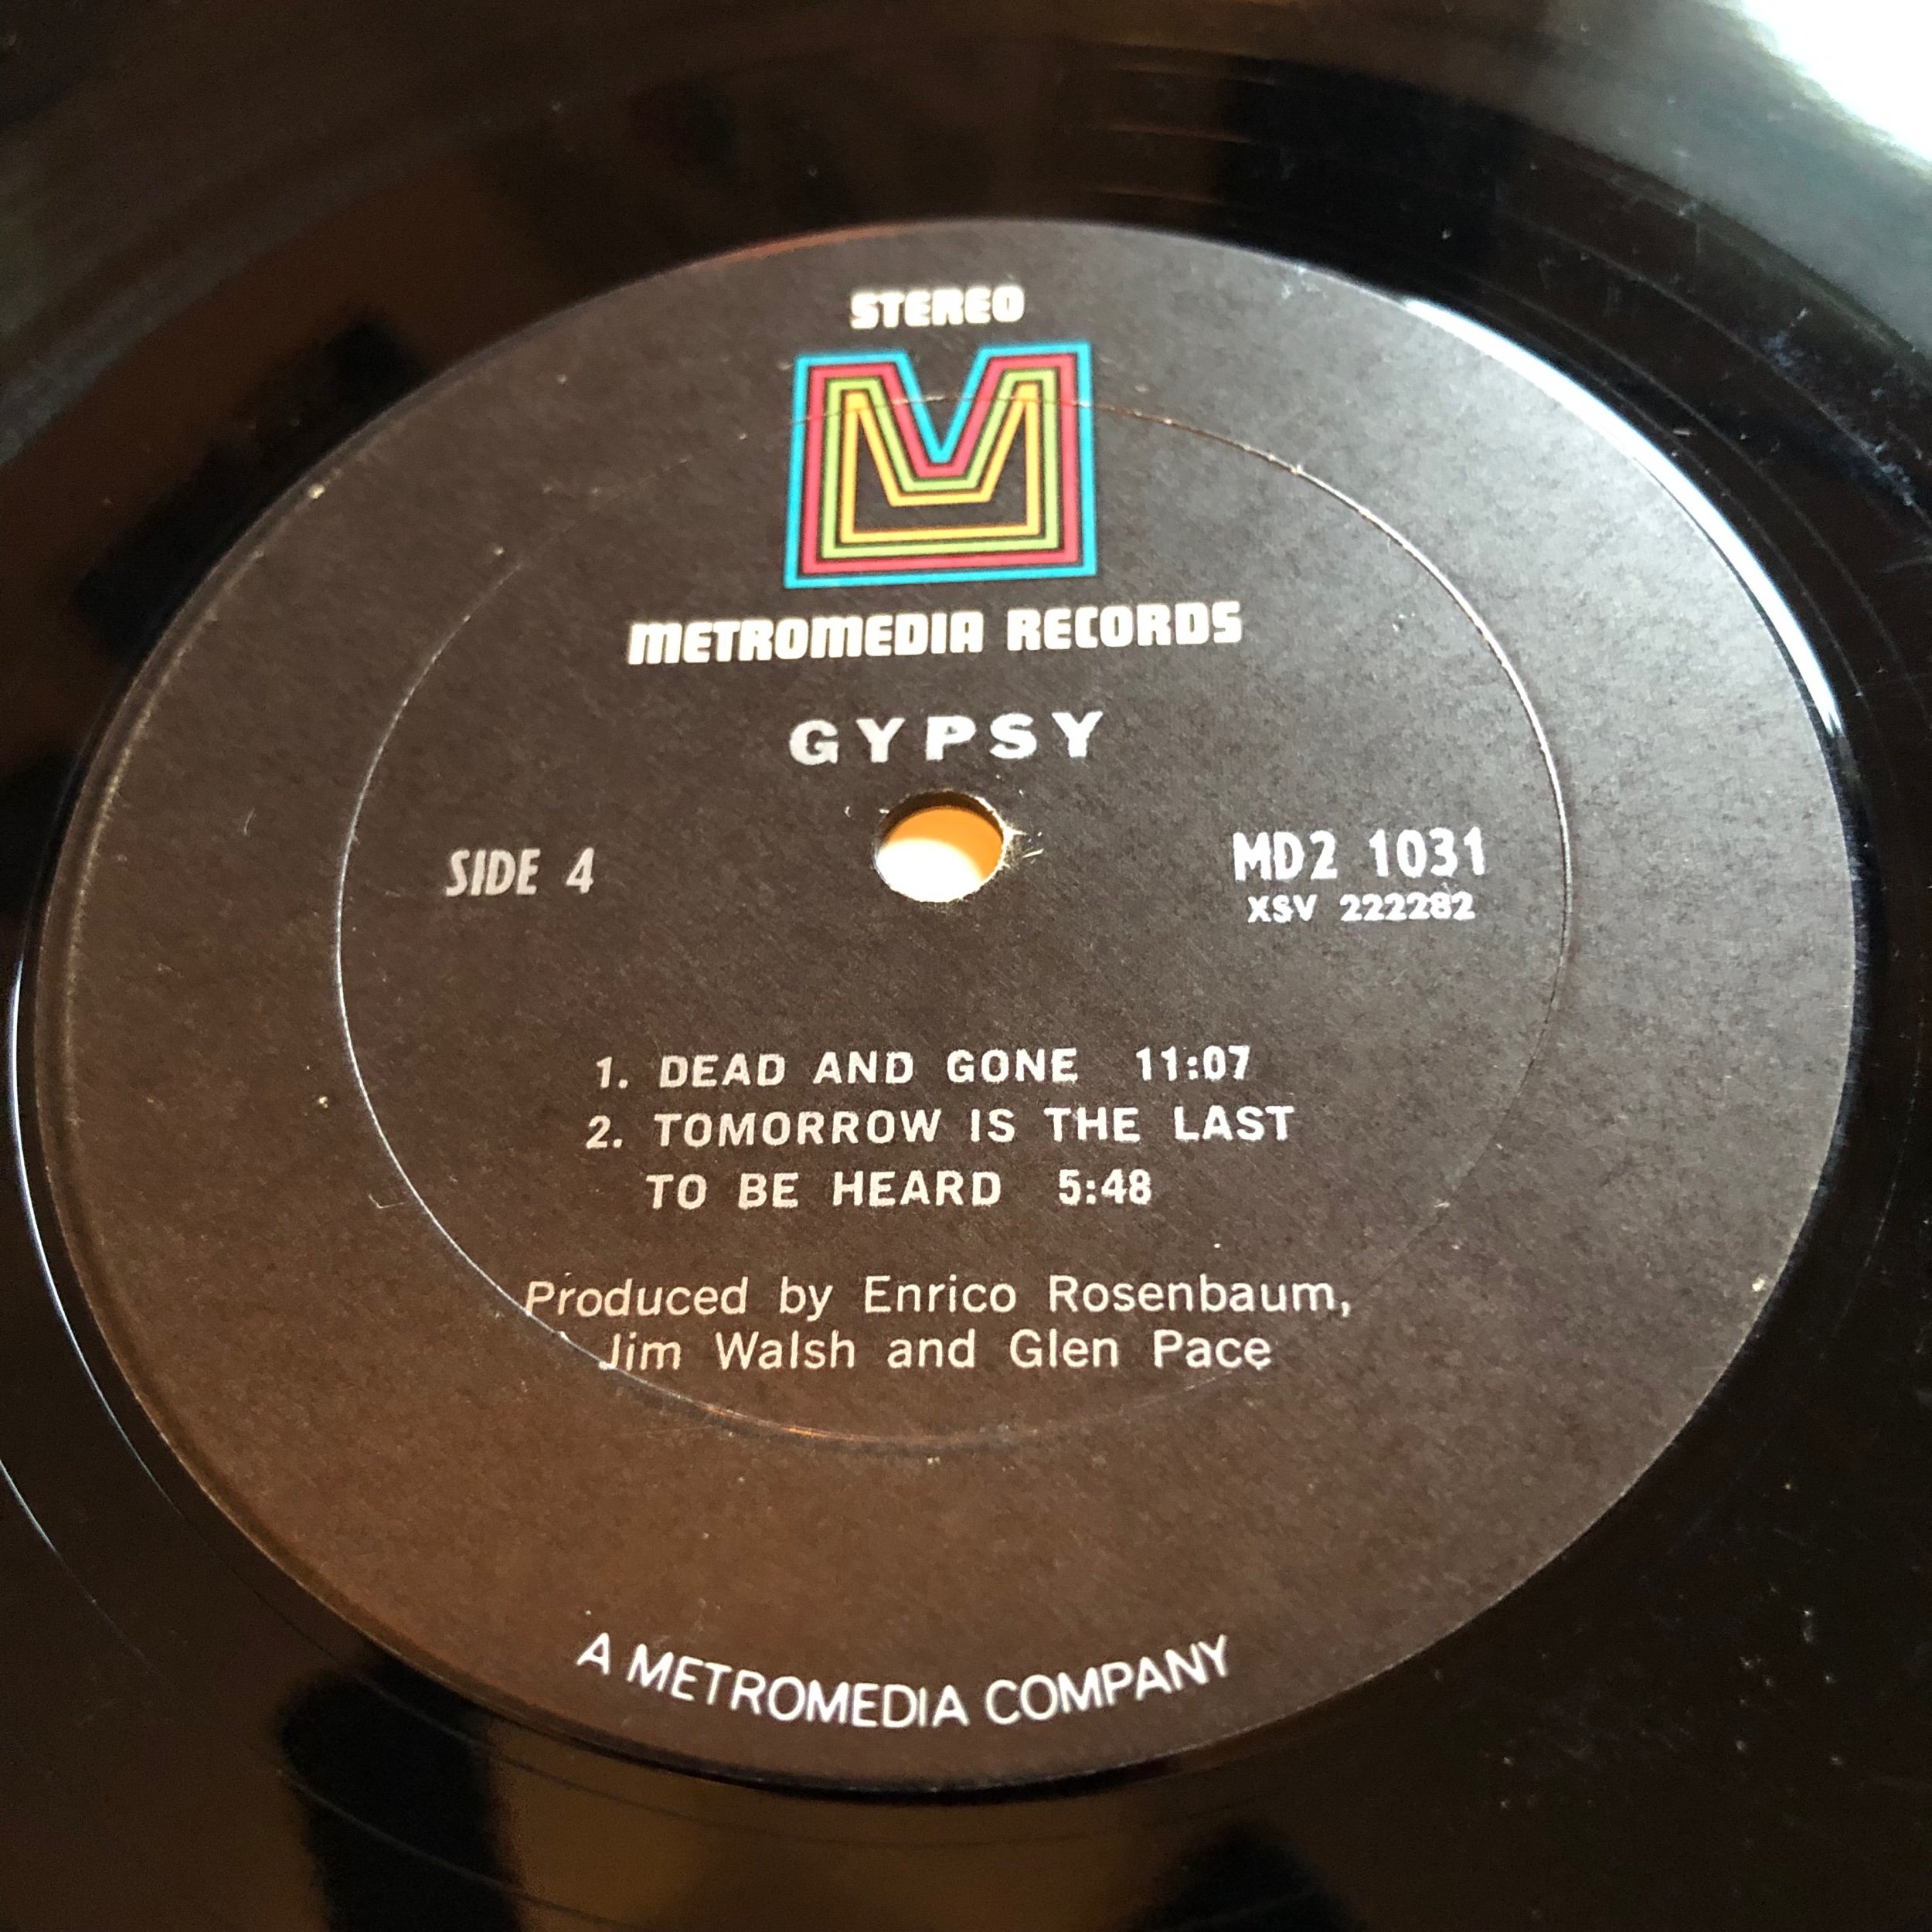 STEREO
METROMEDIA RECORDS
GYPSY
SIDE 4
MD2 1031
XSV 222282
1. DEAD AND GONE 11:07
2. TOMORROW IS THE LAST
TO BE HEARD 5:48
Produced by Enrico Rosenbaum,
Jim Walsh and Glen Pace
A METROMEDIA COMPANY